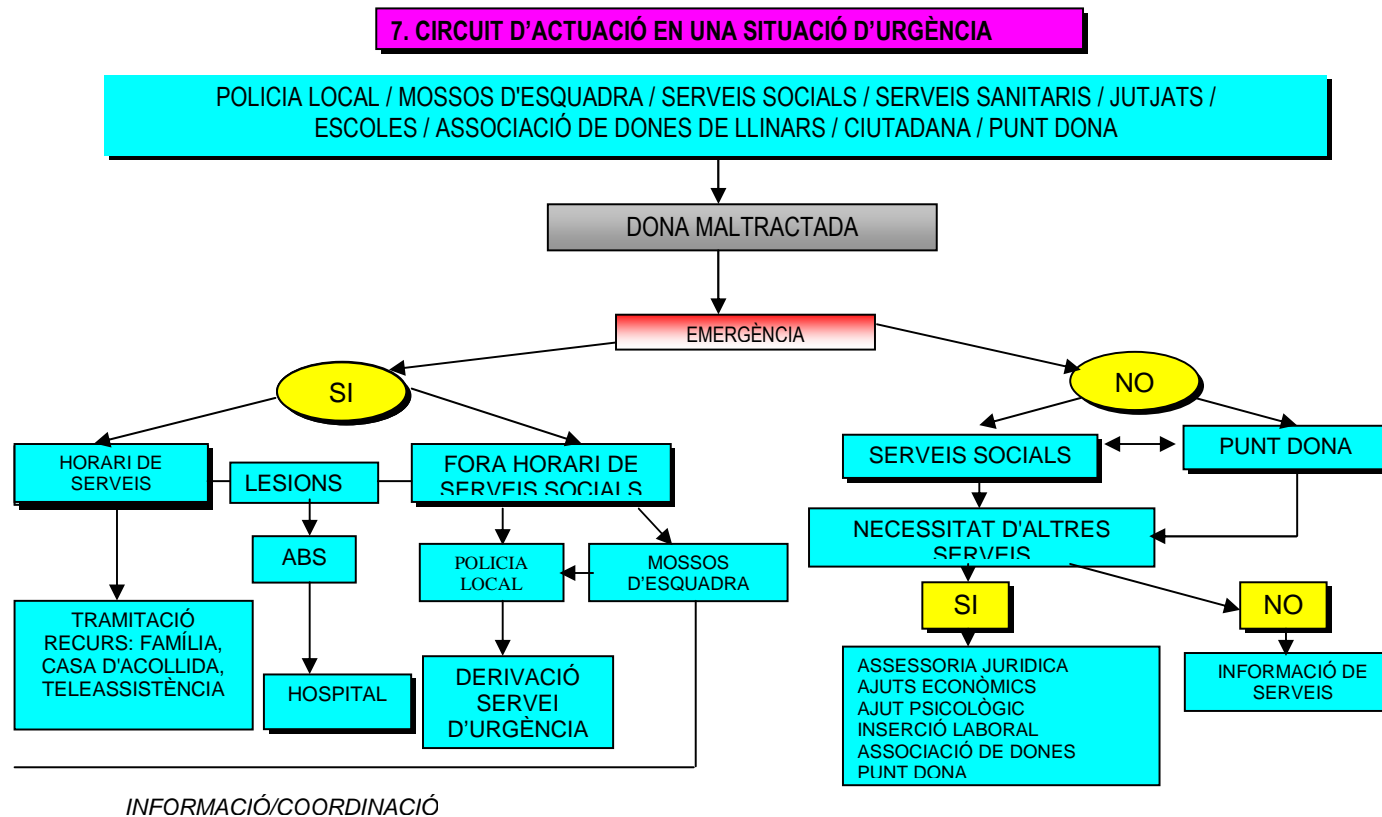 7. CIRCUIT D'ACTUACIÓ EN UNA SITUACIÓ D'URGÈNCIA
POLICIA LOCAL / MOSSOS D'ESQUADRA / SERVEIS SOCIALS / SERVEIS SANITARIS / JUTJATS /
ESCOLES / ASSOCIACIÓ DE DONES DE LLINARS / CIUTADANA / PUNT DONA
DONA MALTRACTADA
EMERGÈNCIA
SI
NO
HORARI DE
SERVEIS
LESIONS
FORA HORARI DE
SERVEIS SOCIALS
SERVEIS SOCIALS
PUNT DONA
ABS
POLICIA
LOCAL
MOSSOS
D'ESQUADRA
NECESSITAT D'ALTRES
SERVEIS
SI
NO
TRAMITACIÓ
RECURS: FAMÍLIA,
CASA D'ACOLLIDA,
TELEASSISTÈNCIA
HOSPITAL
DERIVACIÓ
SERVEI
D'URGÈNCIA
ASSESSORIA JURIDICA
AJUTS ECONÒMICS
AJUT PSICOLÒGIC
INSERCIÓ LABORAL
ASSOCIACIÓ DE DONES
PUNT DONA
INFORMACIÓ DE
SERVEIS
INFORMACIÓ/COORDINACIÓ